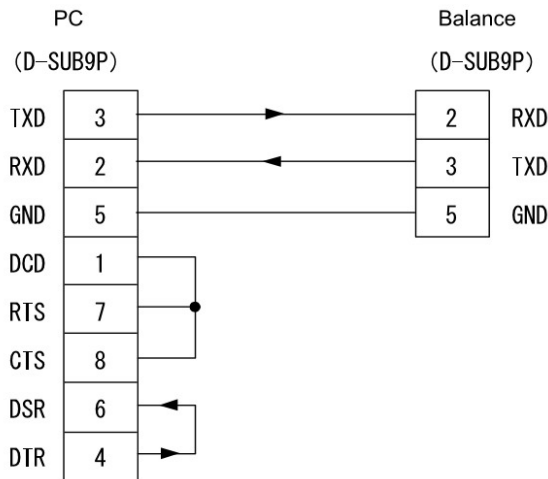 PC Balance
(D-SUB9P) (D-SUB9P)
TXD 3 2 RXD
RXD 2 3 TXD
GND 5 5 GND
DCD 1
RTS 7
CTS 8
DSR 6
DTR 4